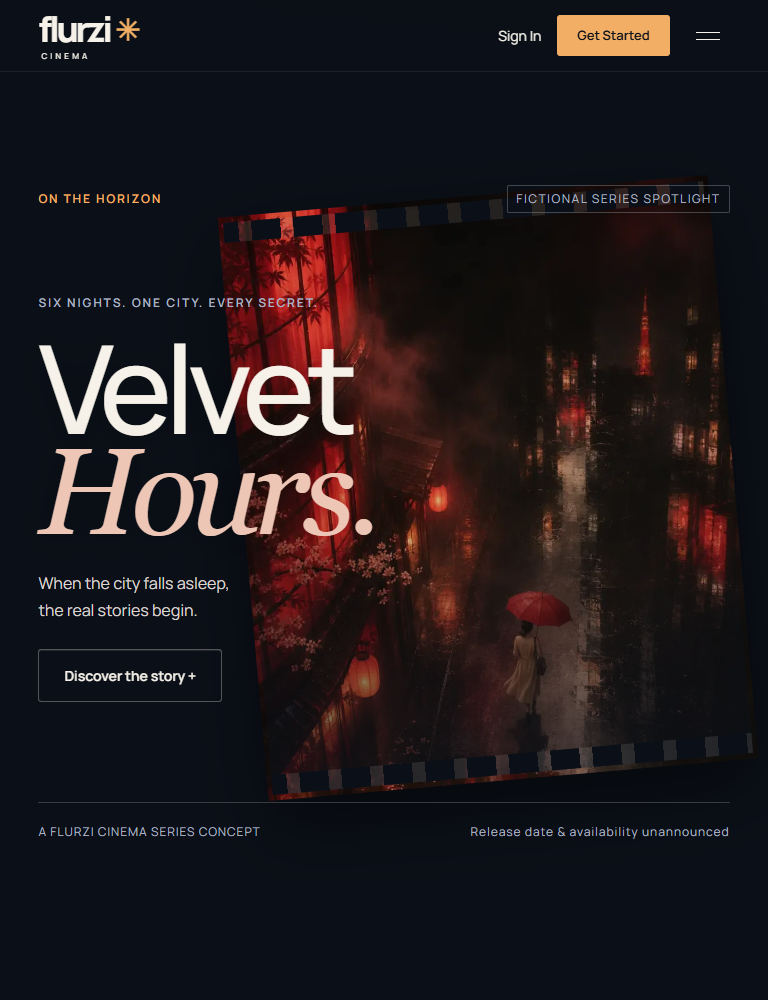 flurzi
CINEMA
Sign In
Get Started
ON THE HORIZON
FICTIONAL SERIES SPOTLIGHT
SIX NIGHTS. ONE CITY. EVERY SECRET.
Velvet
Hours.
When the city falls asleep,
the real stories begin.
Discover the story +
A FLURZI CINEMA SERIES CONCEPT
Release date & availability unannounced